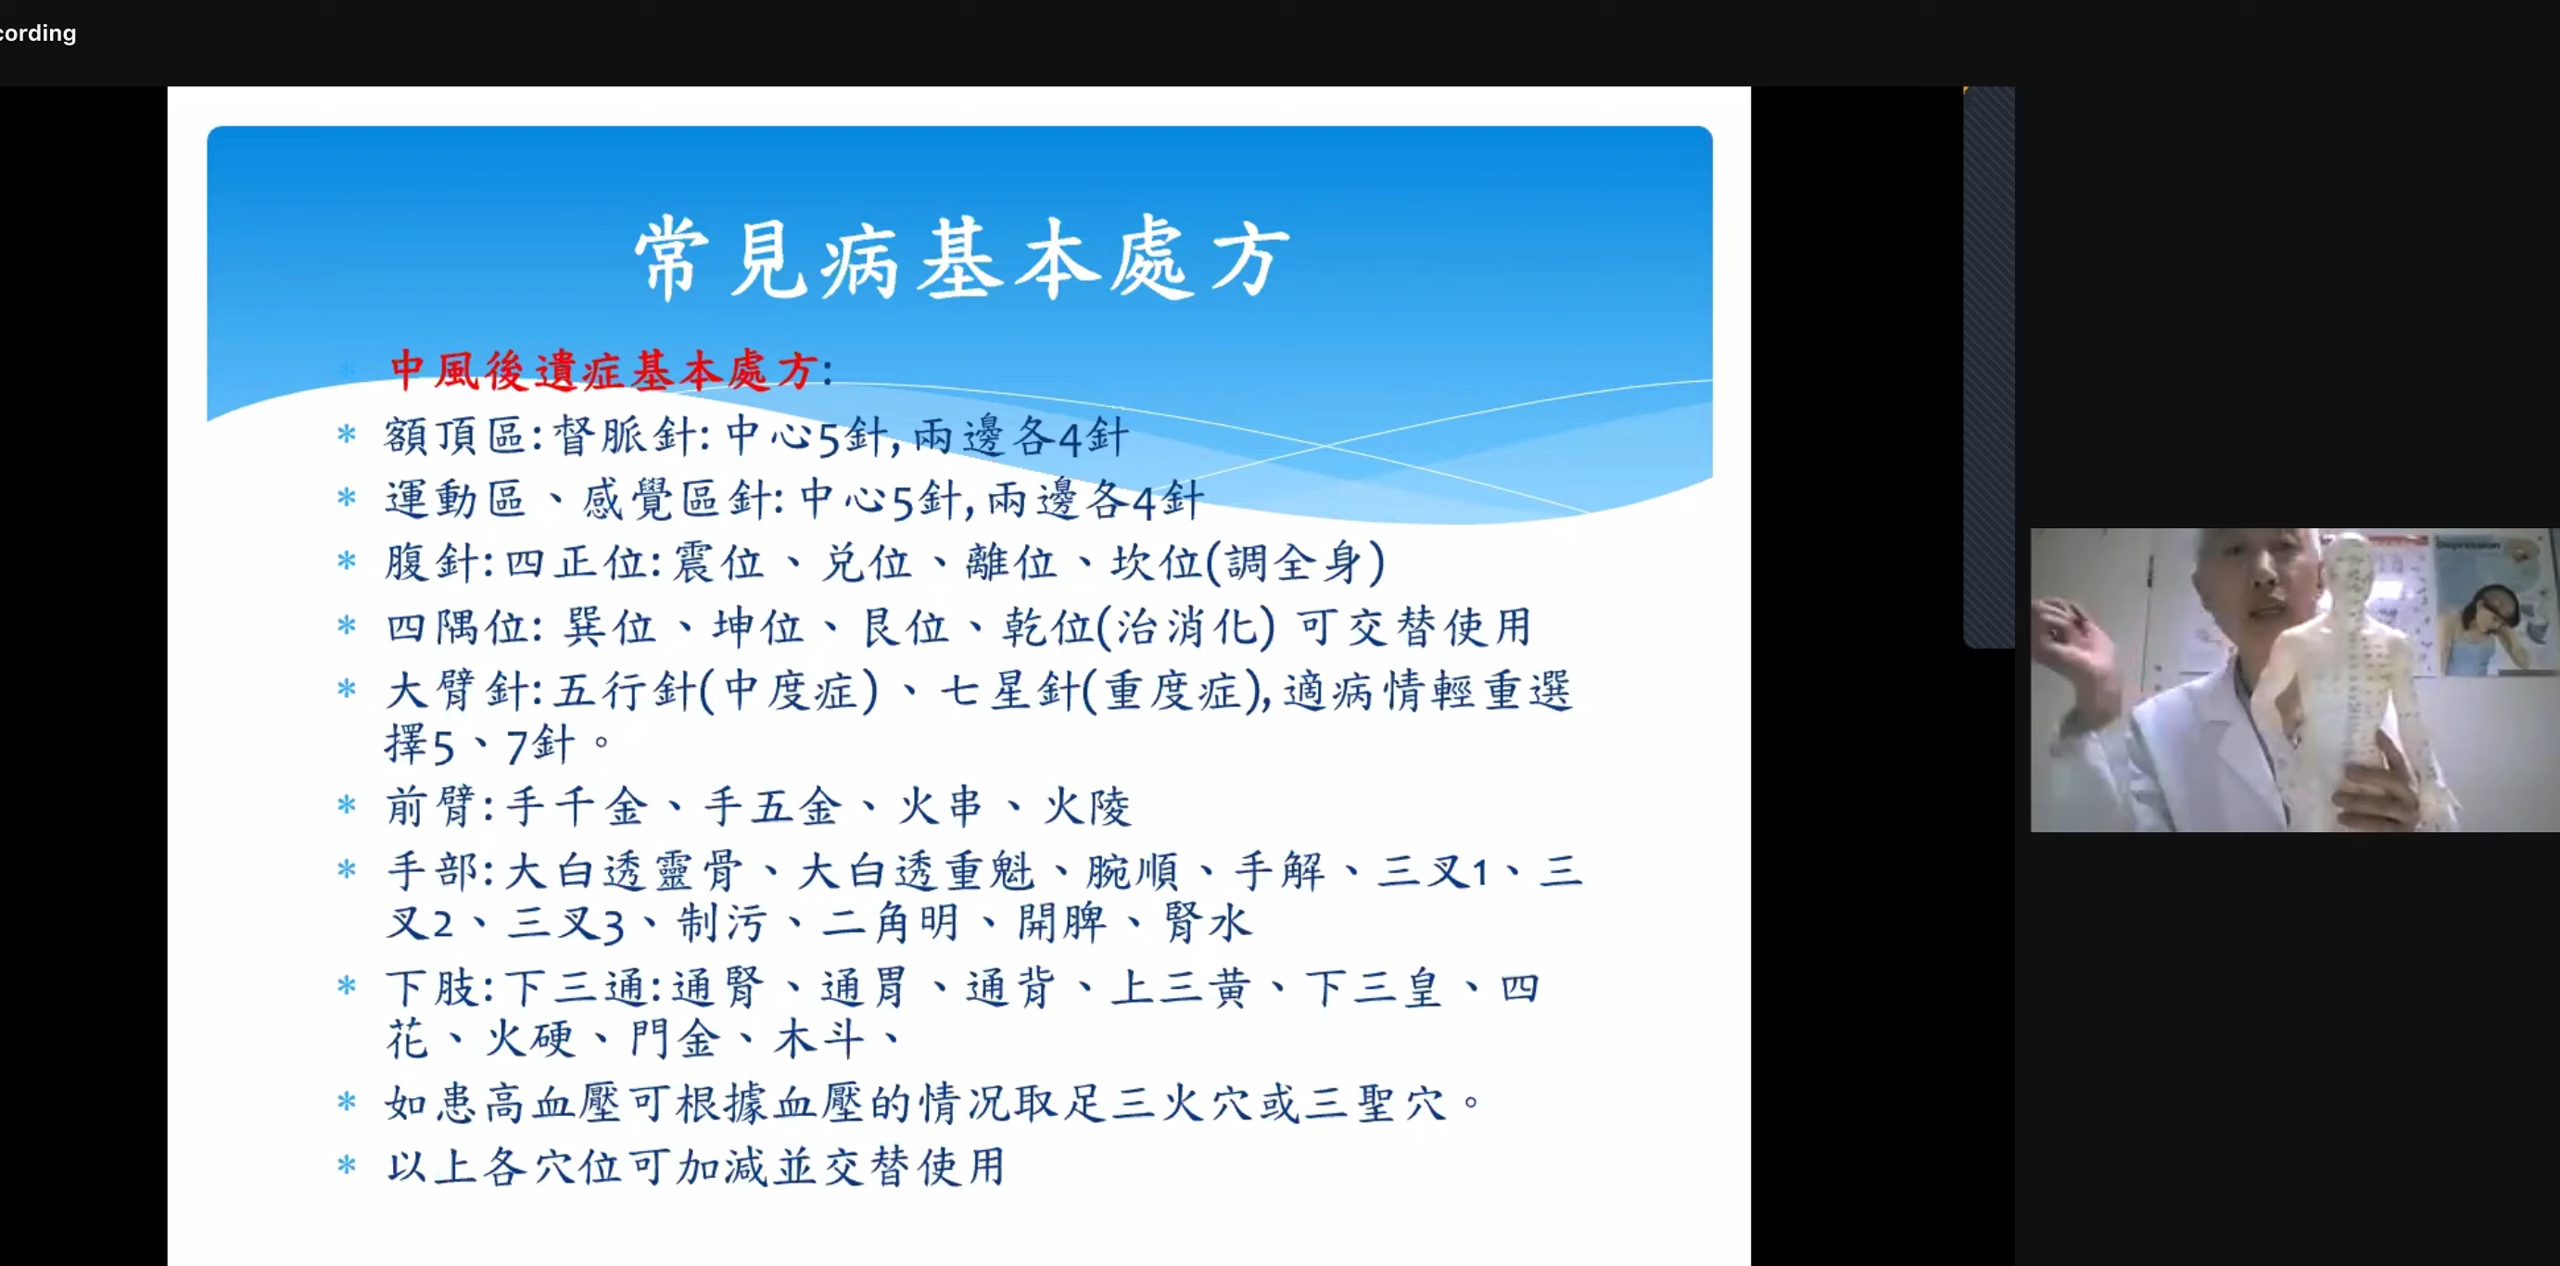 cording
常見病基本處方
中風後遺症基本處方:
* 額頂區:督脈針:中心5針,兩邊各4針
* 運動區、感覺區針:中心5針,兩邊各4針
* 腹針:四正位:震位、兌位、離位、坎位(調全身)
* 四隅位: 巽位、坤位、艮位、乾位(治消化) 可交替使用
* 大臂針:五行針(中度症)、七星針(重度症),適病情輕重選
擇5、7針。
* 前臂:手千金、手五金、火串、火陵
* 手部:大白透靈骨、大白透重魁、腕順、手解、三叉1、三
叉2、三叉3、制污、二角明、開脾、腎水
* 下肢:下三通:通腎、通胃、通背、上三黄、下三皇、四
花、火硬、門金、木斗、
* 如患高血壓可根據血壓的情况取足三火穴或三聖穴。
* 以上各穴位可加減並交替使用
Depression